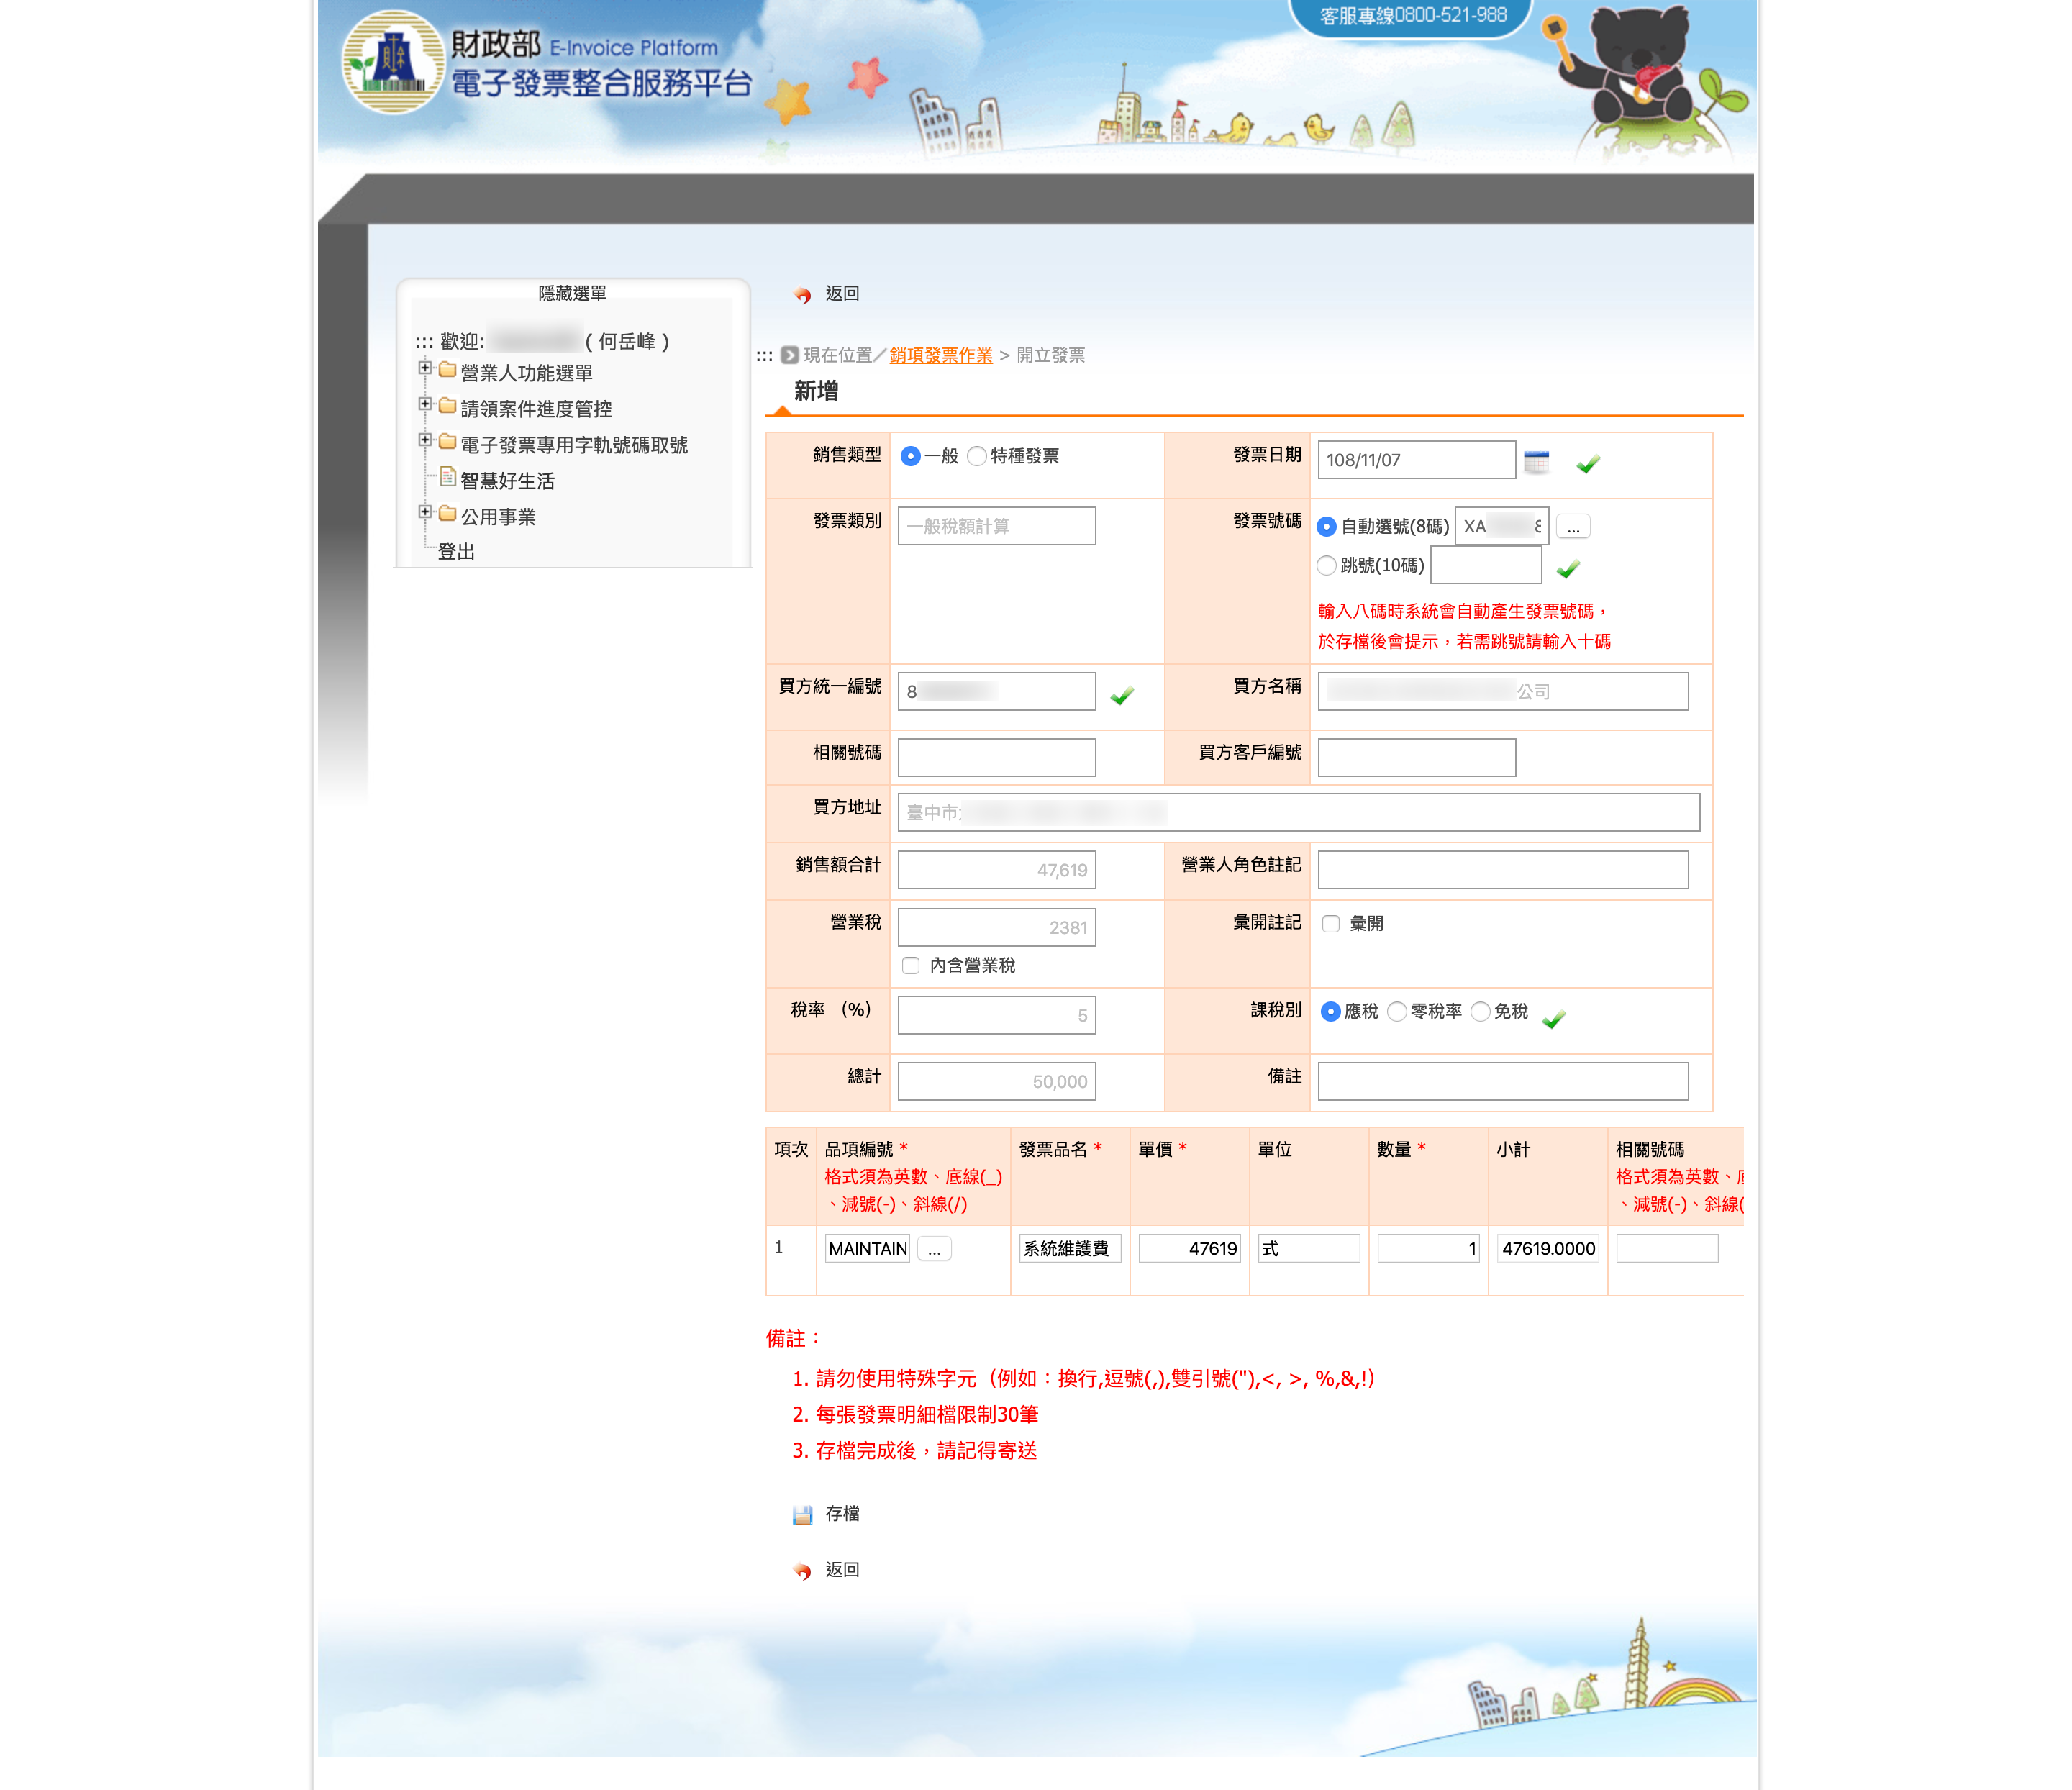 客服專線0800-521-988
財政部 E-Invoice Platform
電子發票整合服務平台
隱藏選單
::: 歡迎: ( 何岳峰 )
營業人功能選單
請領案件進度管控
電子發票專用字軌號碼取號
智慧好生活
公用事業
登出
返回
::: 現在位置／銷項發票作業 > 開立發票
新增
銷售類型 一般 特種發票 發票日期 108/11/07
發票類別 一般稅額計算 發票號碼 自動選號(8碼) XA 8 ...
跳號(10碼)
輸入八碼時系統會自動產生發票號碼，
於存檔後會提示，若需跳號請輸入十碼
買方統一編號 8 買方名稱 公司
相關號碼 買方客戶編號
買方地址 臺中市
銷售額合計 47,619 營業人角色註記
營業稅 2381 彙開註記 彙開
內含營業稅
稅率 （%） 5 課稅別 應稅 零稅率 免稅
總計 50,000 備註
項次 品項編號 * 發票品名 * 單價 * 單位 數量 * 小計 相關號碼
格式須為英數、底線(_) 格式須為英數、底
、減號(-)、斜線(/) 、減號(-)、斜線(
1 MAINTAIN ... 系統維護費 47619 式 1 47619.0000
備註：
1. 請勿使用特殊字元（例如：換行,逗號(,),雙引號("),<, >, %,&,!）
2. 每張發票明細檔限制30筆
3. 存檔完成後，請記得寄送
存檔
返回